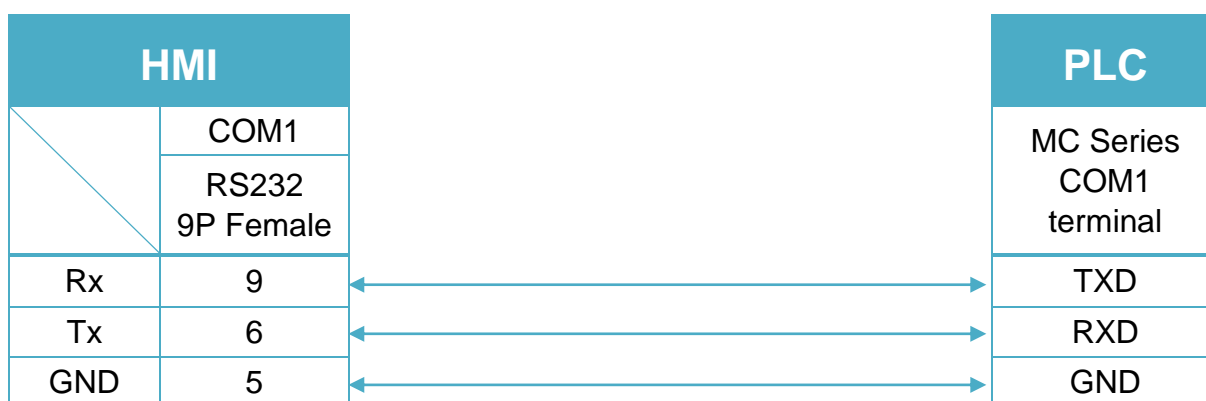 HMI
PLC
COM1
RS232
9P Female
MC Series
COM1
terminal
Rx 9 TXD
Tx 6 RXD
GND 5 GND